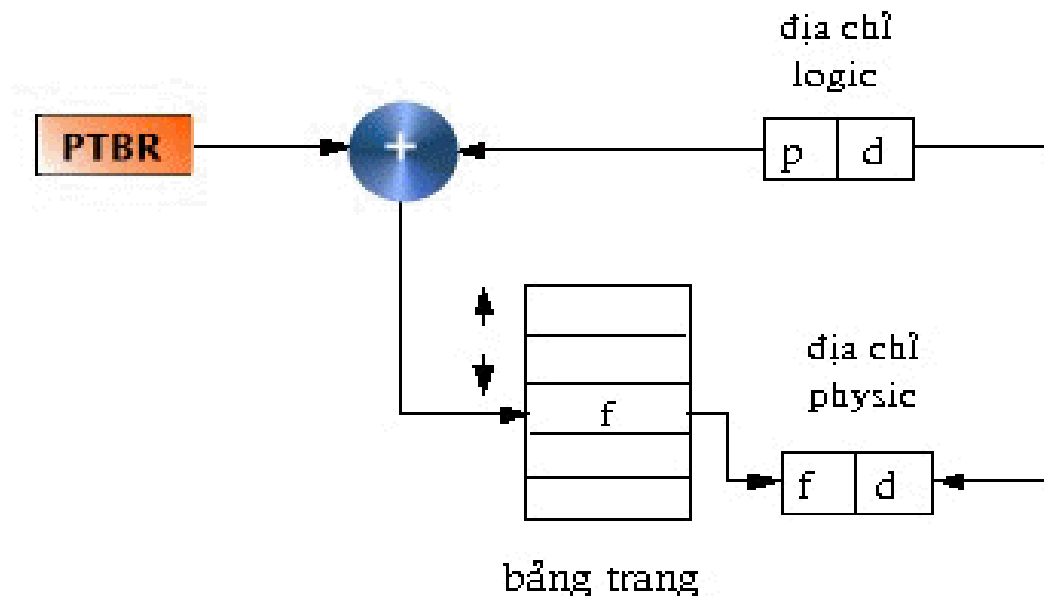 địa chỉ
logic
PTBR
+
p d
f
địa chỉ
physic
f d
bảng trang